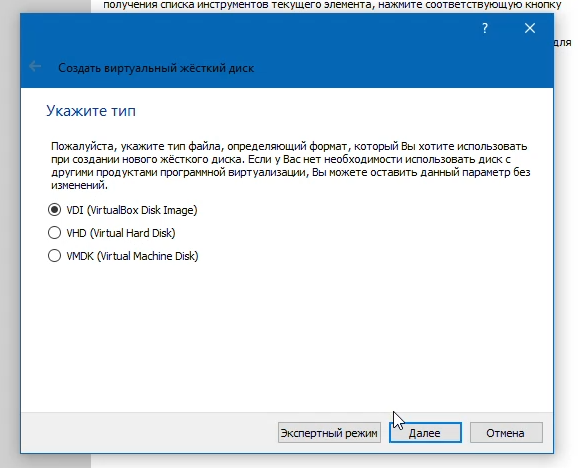 получения списка инструментов текущего элемента, нажмите соответствующую кнопку
?
для
Создать виртуальный жёсткий диск
Укажите тип
Пожалуйста, укажите тип файла, определяющий формат, который Вы хотите использовать
при создании нового жёсткого диска. Если у Вас нет необходимости использовать диск с
другими продуктами программной виртуализации, Вы можете оставить данный параметр без
изменений.
VDI (VirtualBox Disk Image)
VHD (Virtual Hard Disk)
VMDK (Virtual Machine Disk)
Экспертный режим Далее Отмена